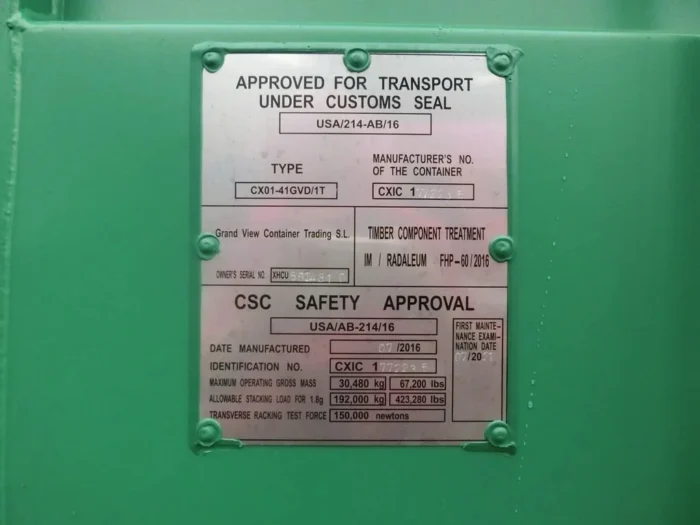 APPROVED FOR TRANSPORT
UNDER CUSTOMS SEAL
USA/214-AB/16
TYPE
MANUFACTURER'S NO.
OF THE CONTAINER
CX01-41GVD/1T
CXIC
Grand View Container Trading S.L.
TIMBER COMPONENT TREATMENT
IM / RADALEUM FHP-60/2016
OWNER'S SERIAL NO. XHCU
CSC SAFETY APPROVAL
USA/AB-214/16
FIRST MAINTE-
NANCE EXAMI-
NATION DATE
DATE MANUFACTURED 07/2016
IDENTIFICATION NO. CXIC
MAXIMUM OPERATING GROSS MASS 30,480 kg 67,200 lbs
ALLOWABLE STACKING LOAD FOR 1.8g 192,000 kg 423,280 lbs
TRANSVERSE RACKING TEST FORCE 150,000 newtons